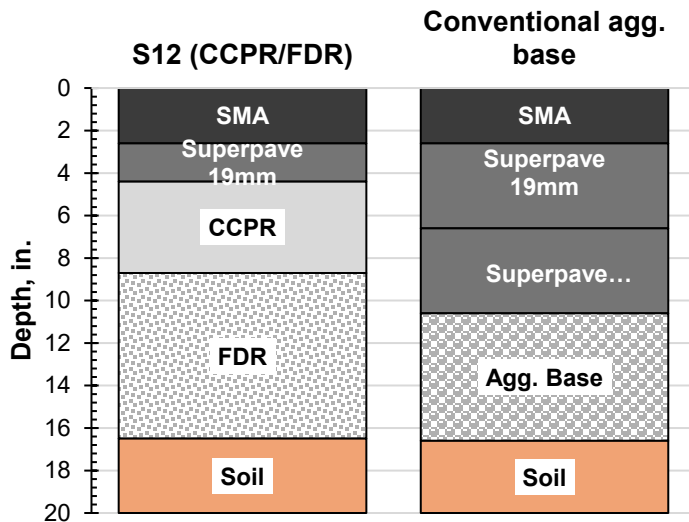 S12 (CCPR/FDR)
Conventional agg.
base
Depth, in.
0
2
4
6
8
10
12
14
16
18
20
SMA
Superpave
19mm
CCPR
FDR
Soil
SMA
Superpave
19mm
Superpave…
Agg. Base
Soil